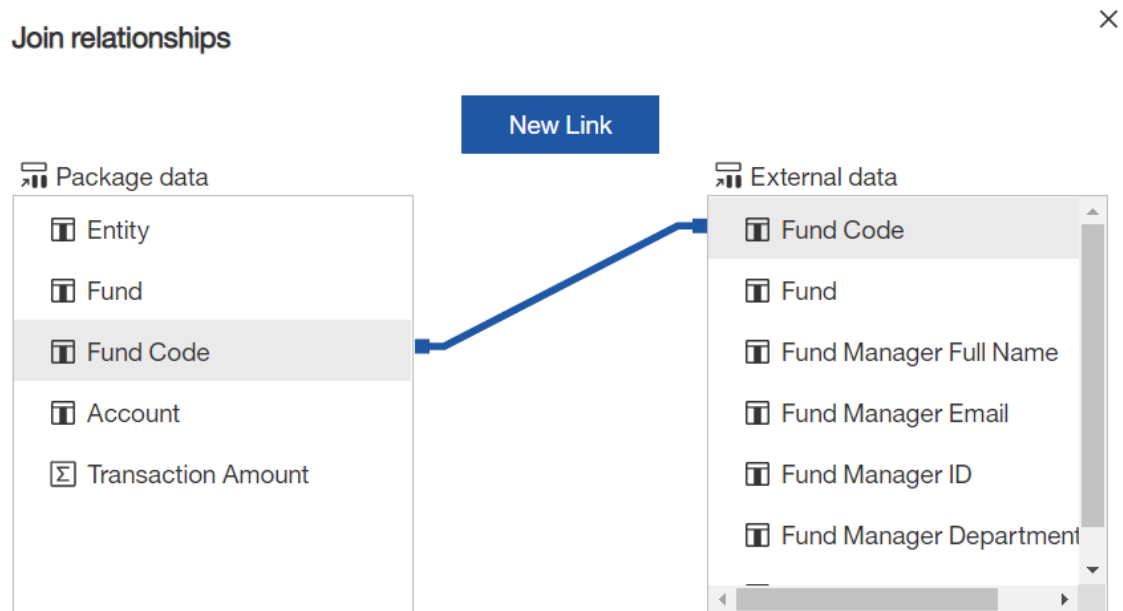 Join relationships
New Link
Package data
Entity
Fund
Fund Code
Account
Transaction Amount
External data
Fund Code
Fund
Fund Manager Full Name
Fund Manager Email
Fund Manager ID
Fund Manager Department